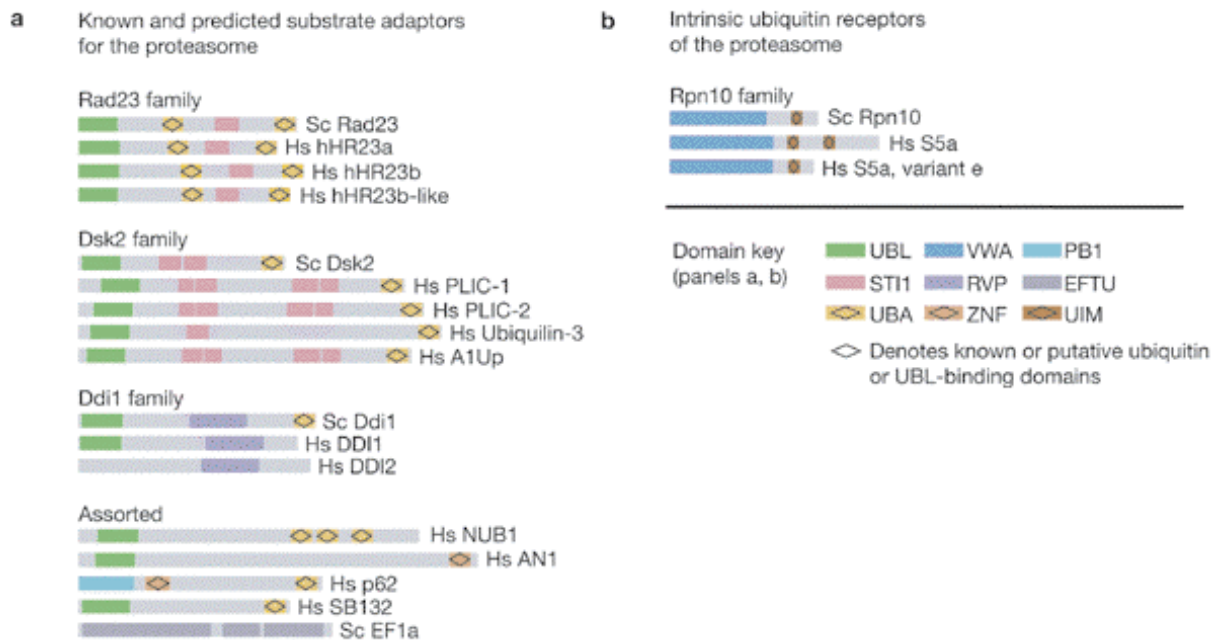 a
Known and predicted substrate adaptors
for the proteasome
Rad23 family
Sc Rad23
Hs hHR23a
Hs hHR23b
Hs hHR23b-like
Dsk2 family
Sc Dsk2
Hs PLIC-1
Hs PLIC-2
Hs Ubiquilin-3
Hs A1Up
Ddi1 family
Sc Ddi1
Hs DDI1
Hs DDI2
Assorted
Hs NUB1
Hs AN1
Hs p62
Hs SB132
Sc EF1a
b
Intrinsic ubiquitin receptors
of the proteasome
Rpn10 family
Sc Rpn10
Hs S5a
Hs S5a, variant e
Domain key
(panels a, b)
UBL VWA PB1
STI1 RVP EFTU
UBA ZNF UIM
Denotes known or putative ubiquitin
or UBL-binding domains